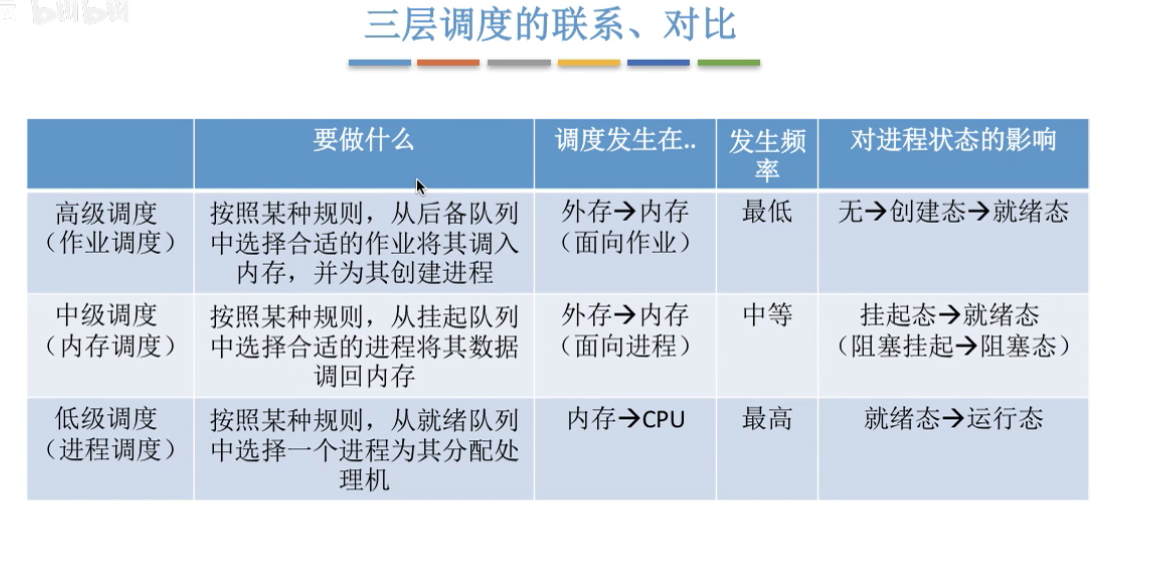 三层调度的联系、对比
要做什么
调度发生在..
发生频
率
对进程状态的影响
高级调度
（作业调度）
按照某种规则，从后备队列
中选择合适的作业将其调入
内存，并为其创建进程
外存→内存
（面向作业）
最低
无→创建态→就绪态
中级调度
（内存调度）
按照某种规则，从挂起队列
中选择合适的进程将其数据
调回内存
外存→内存
（面向进程）
中等
挂起态→就绪态
（阻塞挂起→阻塞态）
低级调度
（进程调度）
按照某种规则，从就绪队列
中选择一个进程为其分配处
理机
内存→CPU
最高
就绪态→运行态